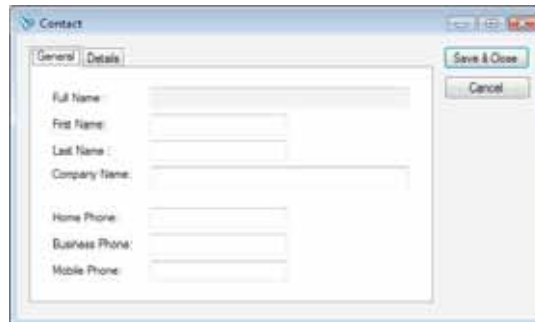 Contact
General Details
Save & Close
Cancel
Full Name :
First Name:
Last Name :
Company Name:
Home Phone:
Business Phone:
Mobile Phone: